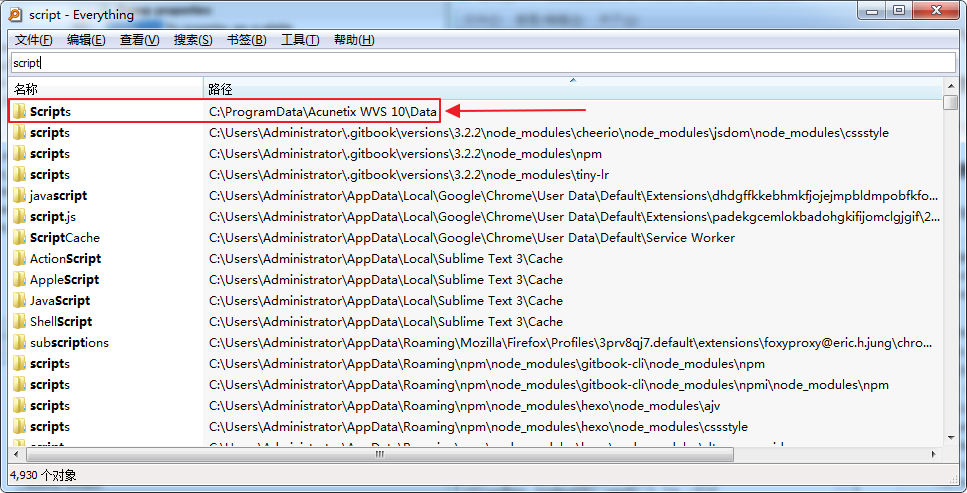 script - Everything
文件(F) 编辑(E) 查看(V) 搜索(S) 书签(B) 工具(T) 帮助(H)
script
名称 路径
Scripts C:\ProgramData\Acunetix WVS 10\Data
scripts C:\Users\Administrator\.gitbook\versions\3.2.2\node_modules\cheerio\node_modules\jsdom\node_modules\cssstyle
scripts C:\Users\Administrator\.gitbook\versions\3.2.2\node_modules\npm
scripts C:\Users\Administrator\.gitbook\versions\3.2.2\node_modules\tiny-lr
javascript C:\Users\Administrator\AppData\Local\Google\Chrome\User Data\Default\Extensions\dhdgffkkebhmkfjojejmpbldmpobfkfo...
script.js C:\Users\Administrator\AppData\Local\Google\Chrome\User Data\Default\Extensions\padekgcemlokbadohgkifijomclgjgif\2...
ScriptCache C:\Users\Administrator\AppData\Local\Google\Chrome\User Data\Default\Service Worker
ActionScript C:\Users\Administrator\AppData\Local\Sublime Text 3\Cache
AppleScript C:\Users\Administrator\AppData\Local\Sublime Text 3\Cache
JavaScript C:\Users\Administrator\AppData\Local\Sublime Text 3\Cache
ShellScript C:\Users\Administrator\AppData\Local\Sublime Text 3\Cache
subscriptions C:\Users\Administrator\AppData\Roaming\Mozilla\Firefox\Profiles\3prv8qj7.default\extensions\foxyproxy@eric.h.jung\chro...
scripts C:\Users\Administrator\AppData\Roaming\npm\node_modules\gitbook-cli\node_modules\npm
scripts C:\Users\Administrator\AppData\Roaming\npm\node_modules\gitbook-cli\node_modules\npmi\node_modules\npm
scripts C:\Users\Administrator\AppData\Roaming\npm\node_modules\hexo\node_modules\ajv
scripts C:\Users\Administrator\AppData\Roaming\npm\node_modules\hexo\node_modules\cssstyle
4,930 个对象